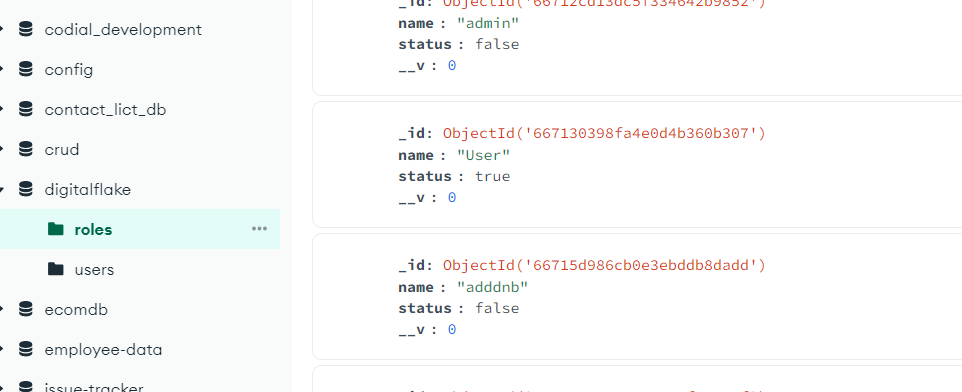 codial_development
config
contact_lict_db
crud
digitalflake
roles
users
ecomdb
employee-data
issue-tracker
_id: ObjectId('66712cd13dc5f334642b9852')
name : "admin"
status : false
__v : 0
_id: ObjectId('667130398fa4e0d4b360b307')
name : "User"
status : true
__v : 0
_id: ObjectId('66715d986cb0e3ebddb8dadd')
name : "adddnb"
status : false
__v : 0